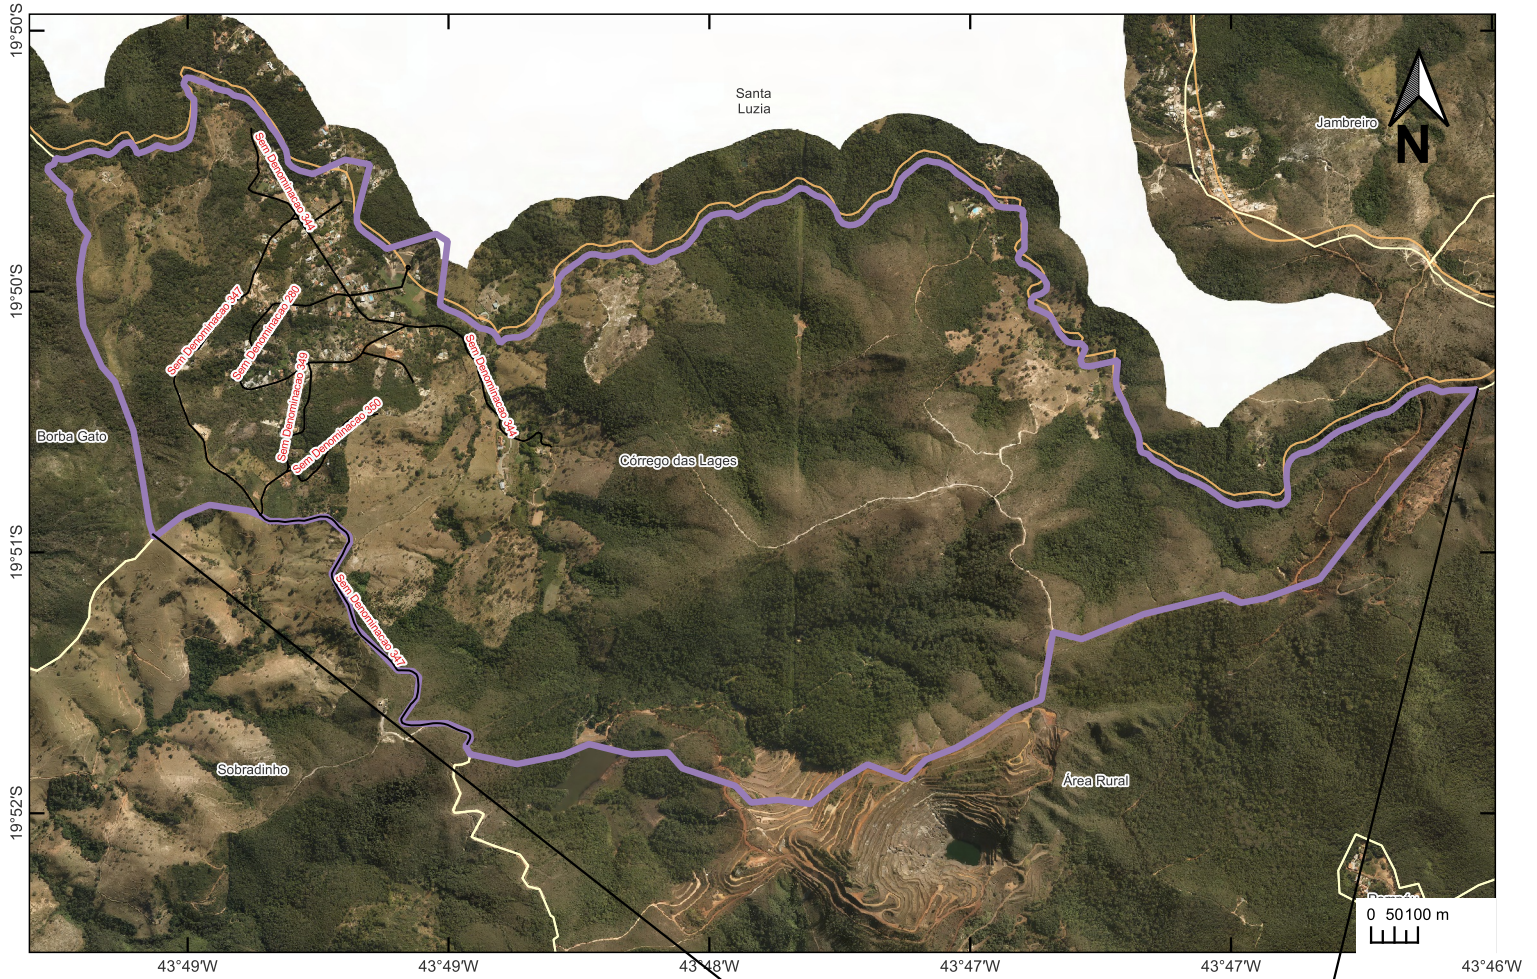 19°50'S
Santa
Luzia
Jambreiro
N
Sem Denominacao 344
19°50'S
Sem Denominacao 347
Sem Denominacao 280
Sem Denominacao 349
Sem Denominacao 344
Sem Denominacao 350
Borba Gato
Córrego das Lages
19°51'S
Sem Denominacao 347
Sobradinho
Área Rural
19°52'S
0 50 100 m
43°49'W
43°49'W
43°48'W
43°47'W
43°47'W
43°46'W